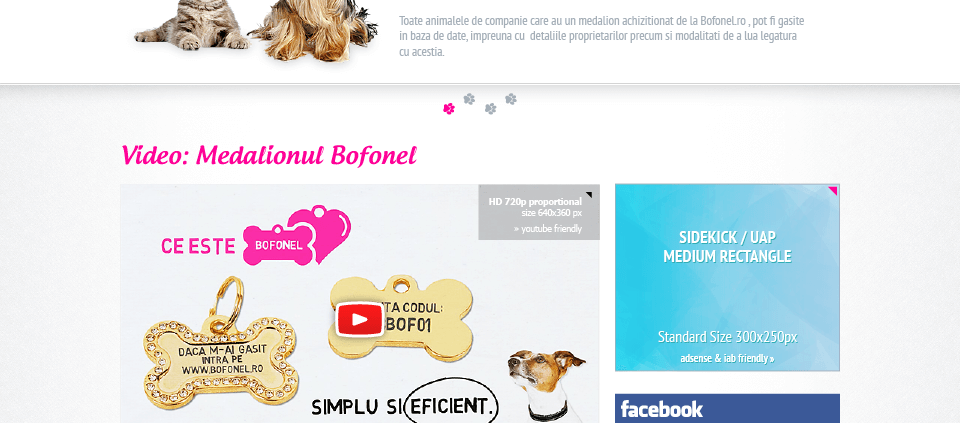 Toate animalele de companie care au un medalion achizitionat de la Bofonel.ro , pot fi gasite
in baza de date, impreuna cu detaliile proprietarilor precum si modalitati de a lua legatura
cu acestia.
Video: Medalionul Bofonel
HD 720p proportional
size 640x360 px
» youtube friendly
CE ESTE BOFONEL
TA CODUL:
BOF01
DACA M-AI GASIT
INTRA PE
WWW.BOFONEL.RO
SIMPLU SI EFICIENT.
SIDEKICK / UAP
MEDIUM RECTANGLE
Standard Size 300x250px
adsense & iab friendly »
facebook